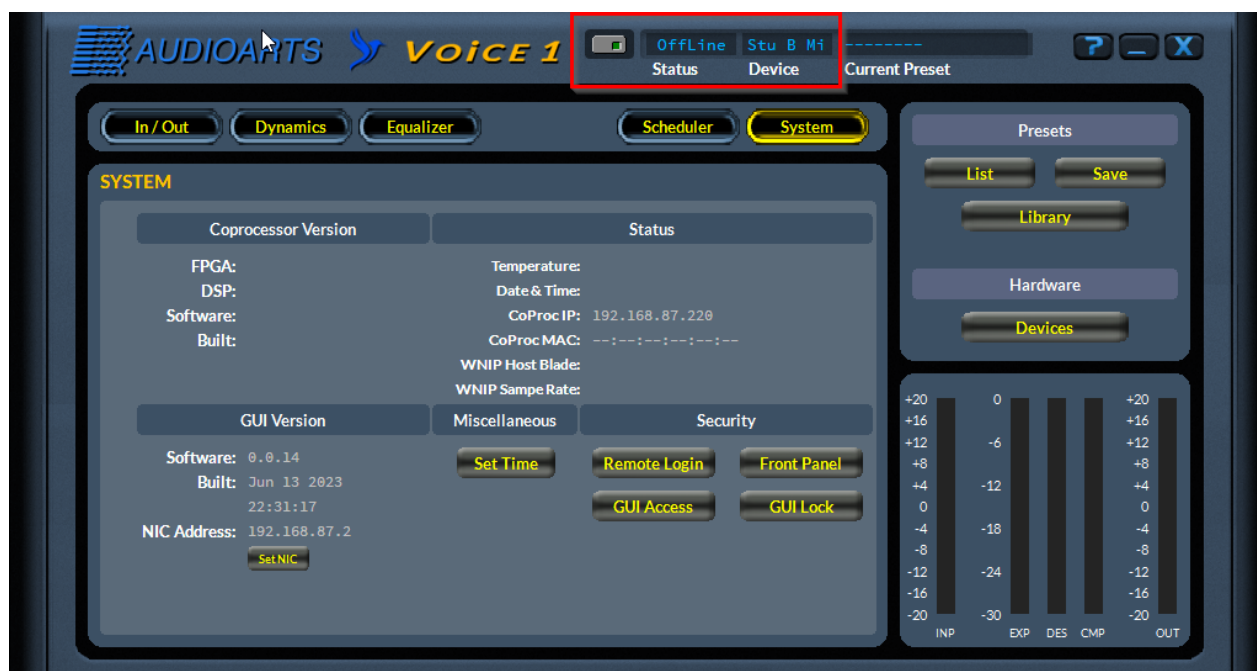 AUDIOARTS VOiCE 1 OffLine Stu B Mi -------- ? _ X
Status Device Current Preset
In / Out Dynamics Equalizer Scheduler System
SYSTEM
Coprocessor Version
FPGA:
DSP:
Software:
Built:
Status
Temperature:
Date & Time:
CoProc IP: 192.168.87.220
CoProc MAC: --:--:--:--:--:--
WNIP Host Blade:
WNIP Sampe Rate:
GUI Version
Software: 0.0.14
Built: Jun 13 2023
22:31:17
NIC Address: 192.168.87.2
Set NIC
Miscellaneous
Set Time
Security
Remote Login Front Panel
GUI Access GUI Lock
Presets
List Save
Library
Hardware
Devices
+20 0 +20
+16 +16
+12 -6 +12
+8 +8
+4 -12 +4
0 0
-4 -18 -4
-8 -8
-12 -24 -12
-16 -16
-20 -30 -20
INP EXP DES CMP OUT